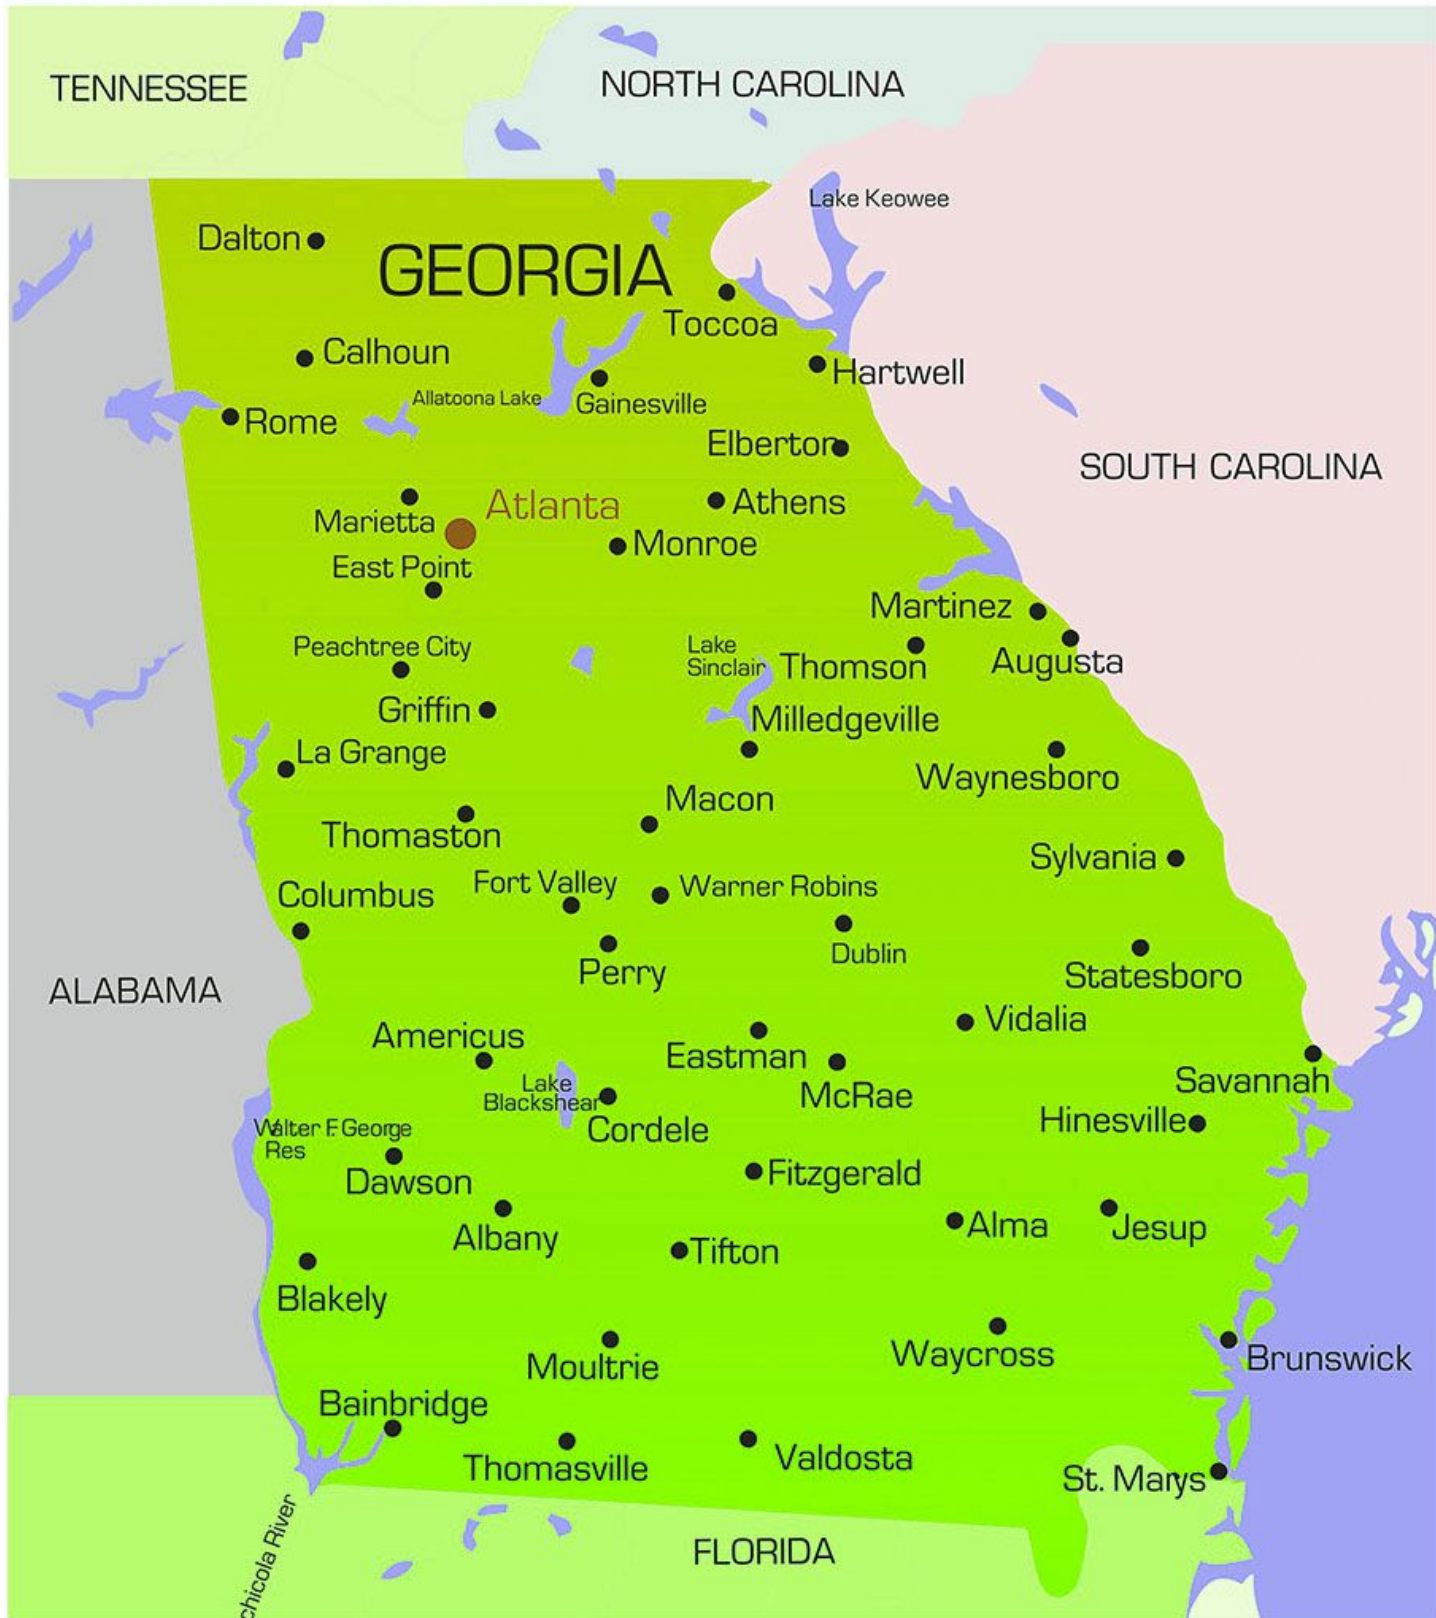 TENNESSEE
NORTH CAROLINA
Lake Keowee
Dalton
GEORGIA
Toccoa
Calhoun
Hartwell
Allatoona Lake
Gainesville
Rome
Elberton
SOUTH CAROLINA
Atlanta
Athens
Marietta
Monroe
East Point
Martinez
Peachtree City
Lake
Sinclair
Thomson
Augusta
Griffin
Milledgeville
La Grange
Waynesboro
Macon
Thomaston
Sylvania
Fort Valley
Warner Robins
Columbus
Dublin
Perry
Statesboro
ALABAMA
Vidalia
Americus
Eastman
Savannah
Lake
Blackshear
McRae
Hinesville
Cordele
Walter F. George
Res
Dawson
Fitzgerald
Alma
Jesup
Albany
Tifton
Blakely
Waycross
Brunswick
Moultrie
Bainbridge
Valdosta
Thomasville
St. Marys
chicola River
FLORIDA